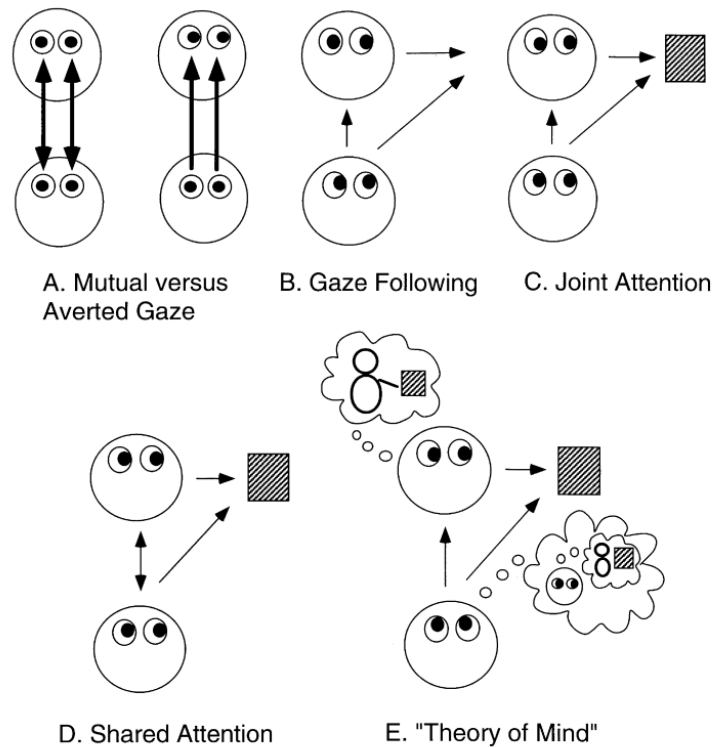 A. Mutual versus
Averted Gaze
B. Gaze Following
C. Joint Attention
D. Shared Attention
E. "Theory of Mind"